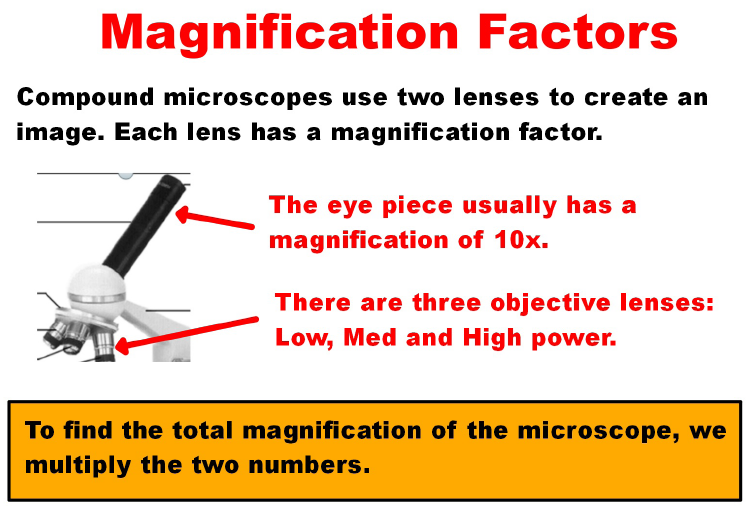 Magnification Factors
Compound microscopes use two lenses to create an
image. Each lens has a magnification factor.
The eye piece usually has a
magnification of 10x.
There are three objective lenses:
Low, Med and High power.
To find the total magnification of the microscope, we
multiply the two numbers.